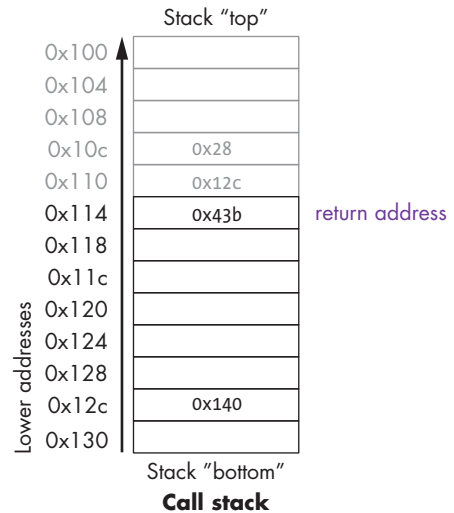 Stack “top”
0x100
0x104
0x108
0x10c 0x28
0x110 0x12c
0x114 0x43b return address
0x118
0x11c
0x120
0x124
0x128
0x12c 0x140
0x130
Lower addresses
Stack “bottom”
Call stack